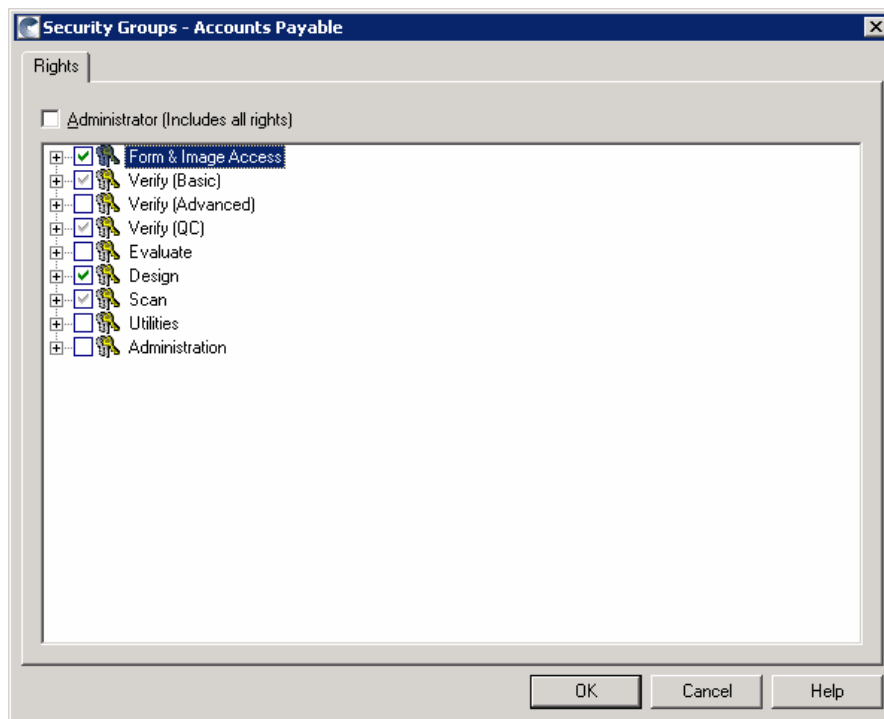 Security Groups - Accounts Payable
Rights
Administrator (Includes all rights)
Form & Image Access
Verify (Basic)
Verify (Advanced)
Verify (QC)
Evaluate
Design
Scan
Utilities
Administration
OK Cancel Help